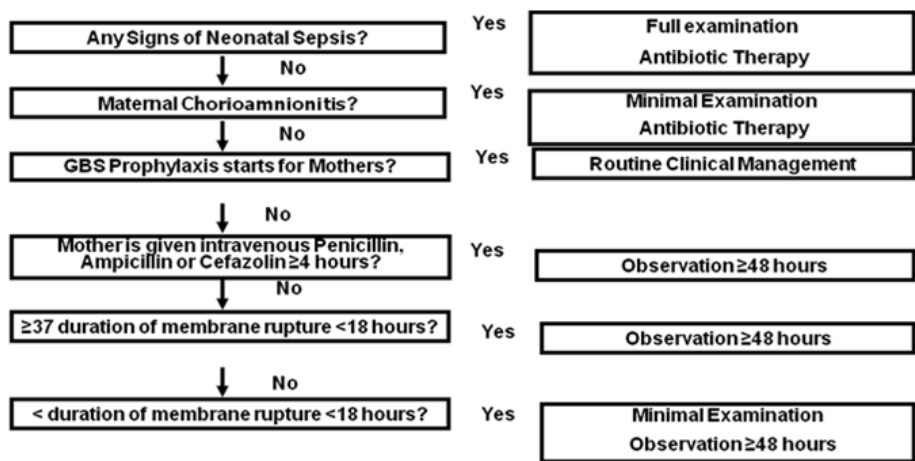 Any Signs of Neonatal Sepsis?
Yes
Full examination
Antibiotic Therapy
No
Maternal Chorioamnionitis?
Yes
Minimal Examination
Antibiotic Therapy
No
GBS Prophylaxis starts for Mothers?
Yes
Routine Clinical Management
No
Mother is given intravenous Penicillin,
Ampicillin or Cefazolin ≥4 hours?
Yes
Observation ≥48 hours
No
≥37 duration of membrane rupture <18 hours?
Yes
Observation ≥48 hours
No
< duration of membrane rupture <18 hours?
Yes
Minimal Examination
Observation ≥48 hours